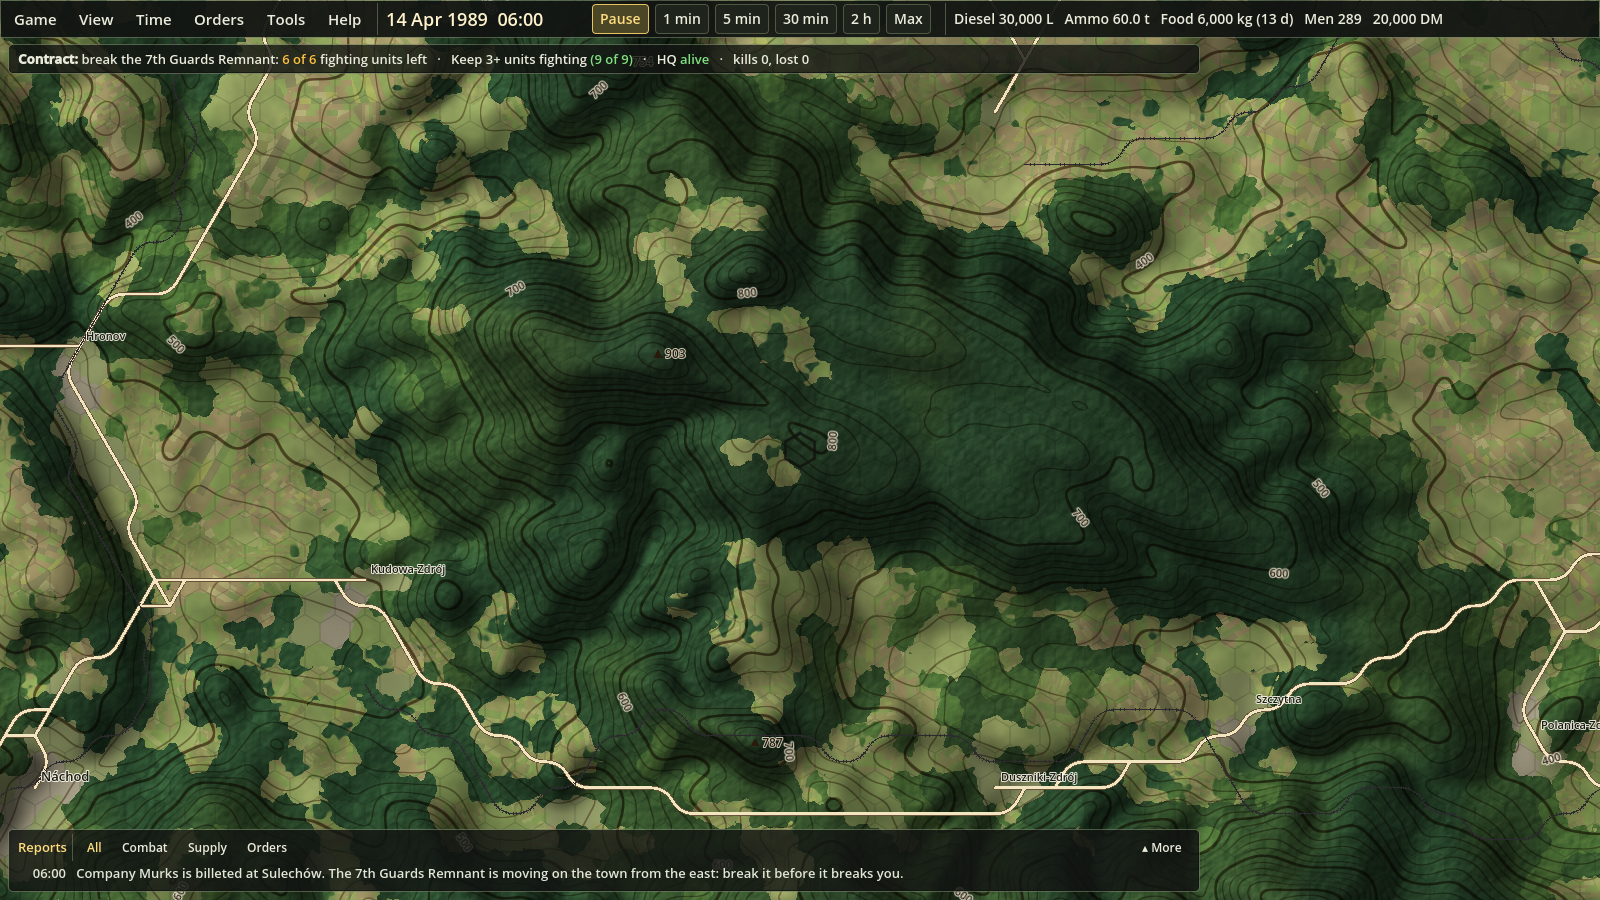 Game View Time Orders Tools Help 14 Apr 1989 06:00 Pause 1 min 5 min 30 min 2 h Max Diesel 30,000 L Ammo 60.0 t Food 6,000 kg (13 d) Men 289 20,000 DM
Contract: break the 7th Guards Remnant: 6 of 6 fighting units left · Keep 3+ units fighting (9 of 9) · HQ alive · kills 0, lost 0
700
400
400
700
800
Hronov
500
903
800
500
700
Kudowa-Zdrój
600
600
Szczytna
Polanica-Zd
787
700
400
Náchod
Duszniki-Zdrój
Reports All Combat Supply Orders ▴ More
06:00 Company Murks is billeted at Sulechów. The 7th Guards Remnant is moving on the town from the east: break it before it breaks you.